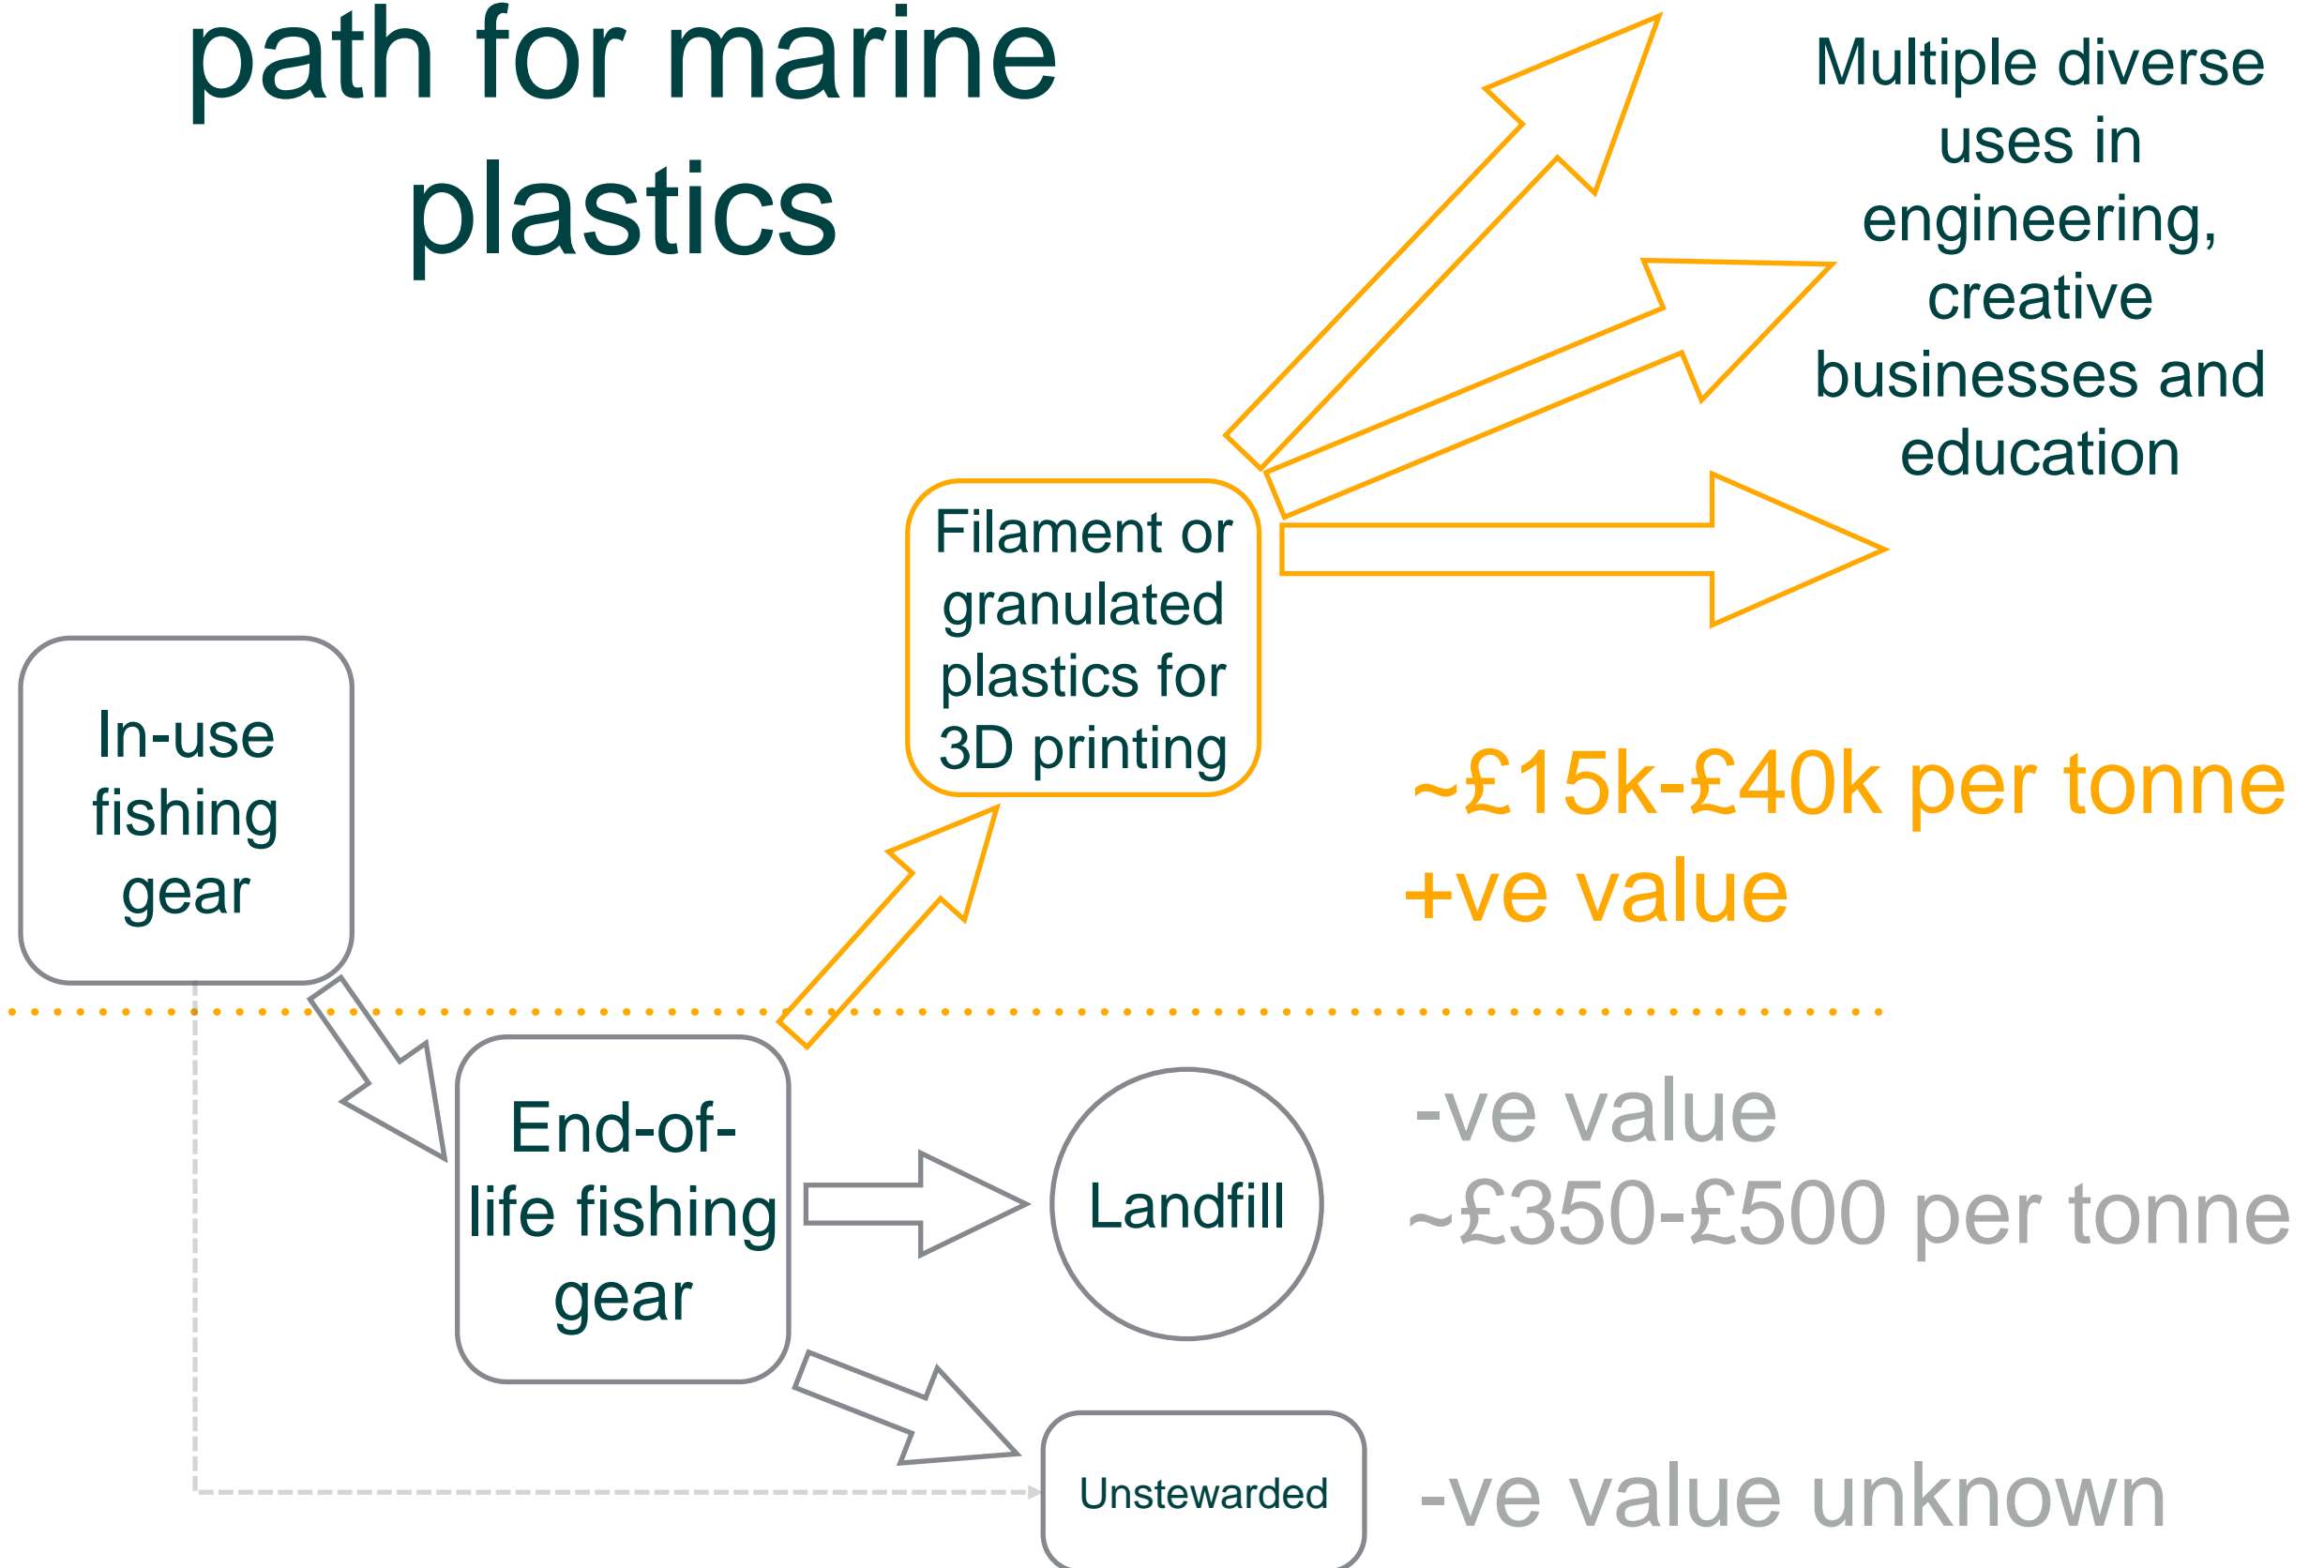 path for marine
plastics
Multiple diverse
uses in
engineering,
creative
businesses and
education
Filament or
granulated
plastics for
3D printing
In-use
fishing
gear
~£15k-£40k per tonne
+ve value
End-of-
life fishing
gear
Landfill
-ve value
~£350-£500 per tonne
Unstewarded
-ve value unknown